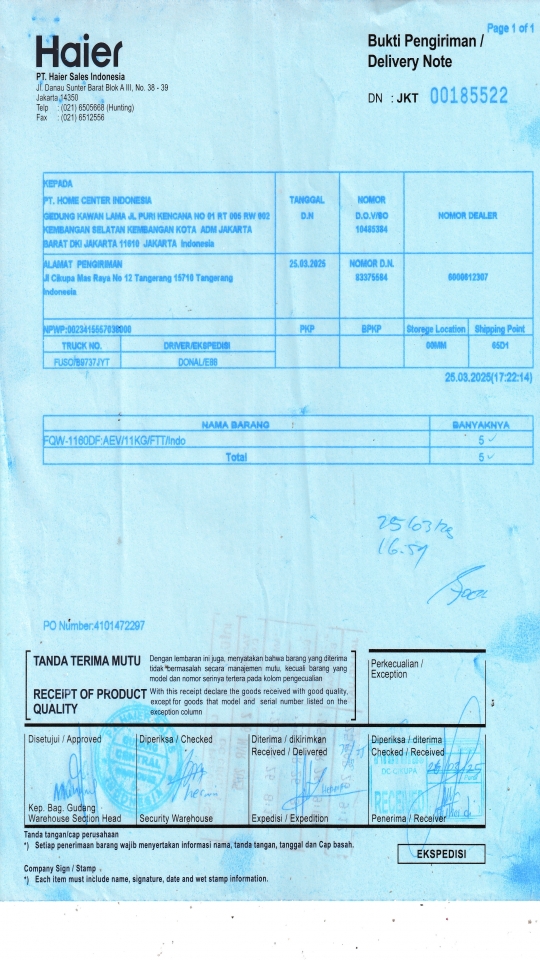 Page 1 of 1
Haier
Bukti Pengiriman /
Delivery Note
PT. Haier Sales Indonesia
Jl. Danau Sunter Barat Blok A III, No. 38 - 39
Jakarta 14350
Telp : (021) 6505668 (Hunting)
Fax : (021) 6512556
DN : JKT 00185522
KEPADA
PT. HOME CENTER INDONESIA
GEDUNG KAWAN LAMA JL PURI KENCANA NO 01 RT 005 RW 002
KEMBANGAN SELATAN KEMBANGAN KOTA ADM JAKARTA
BARAT DKI JAKARTA 11610 JAKARTA Indonesia
TANGGAL
D.N
NOMOR
D.O.V/SO
10485384
NOMOR DEALER
ALAMAT PENGIRIMAN
Jl Cikupa Mas Raya No 12 Tangerang 15710 Tangerang
Indonesia
25.03.2025
NOMOR D.N.
83375564
6000612307
PKP
BPKP
Storege Location
Shipping Point
TRUCK NO.
DRIVER/EKSPEDISI
00MM
65D1
DONAL/EBB
25.03.2025(17:22:14)
NAMA BARANG
BANYAKNYA
FQW-1160DF:AEV/11KG/FTT/Indo
5
Total
5
16.59
PO Number:4101472297
TANDA TERIMA MUTU
Dengan lembaran ini juga, menyatakan bahwa barang yang diterima
tidak bermasalah secara manajemen mutu, kecuali barang yang
model dan nomor serinya tertera pada kolom pengecualian
RECEIPT OF PRODUCT
QUALITY
With this receipt declare the goods received with good quality,
except for goods that model and serial number listed on the
exception column
Perkecualian /
Exception
Disetujui / Approved
Diperiksa / Checked
Diterima / dikirimkan
Received / Delivered
Diperiksa / diterima
Checked / Received
DC-CIKUPA
RECEIVED
Kep. Bag. Gudang
Warehouse Section Head
Security Warehouse
Expedisi / Expedition
Penerima / Receiver
Tanda tangan/cap perusahaan
*) Setiap penerimaan barang wajib menyertakan informasi nama, tanda tangan, tanggal dan Cap basah.
EKSPEDISI
Company Sign / Stamp
*) Each item must include name, signature, date and wet stamp information.